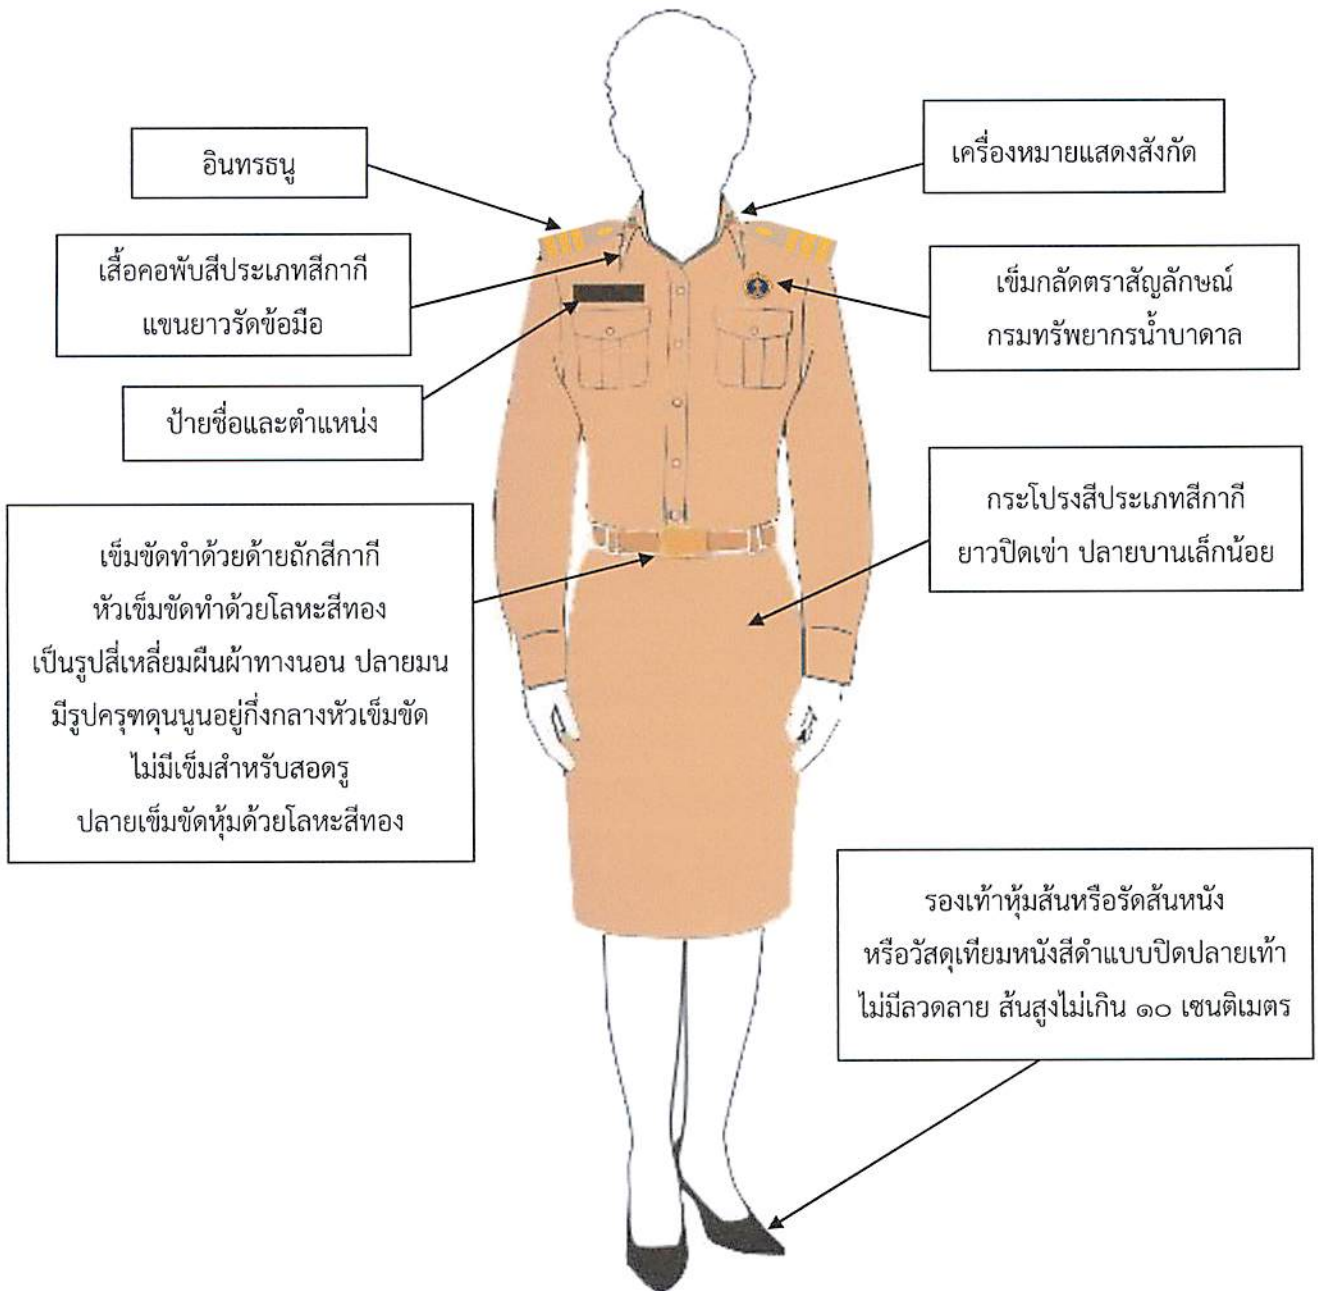 อินทรธนู
เครื่องหมายแสดงสังกัด
เสื้อคอพับสีประเภทสีกากี
แขนยาวรัดข้อมือ
เข็มกลัดตราสัญลักษณ์
กรมทรัพยากรน้ำบาดาล
ป้ายชื่อและตำแหน่ง
กระโปรงสีประเภทสีกากี
ยาวปิดเข่า ปลายบานเล็กน้อย
เข็มขัดทำด้วยด้ายถักสีกากี
หัวเข็มขัดทำด้วยโลหะสีทอง
เป็นรูปสี่เหลี่ยมผืนผ้าทางนอน ปลายมน
มีรูปครุฑดุนนูนอยู่กึ่งกลางหัวเข็มขัด
ไม่มีเข็มสำหรับสอดรู
ปลายเข็มขัดหุ้มด้วยโลหะสีทอง
รองเท้าหุ้มส้นหรือรัดส้นหนัง
หรือวัสดุเทียมหนังสีดำแบบปิดปลายเท้า
ไม่มีลวดลาย ส้นสูงไม่เกิน ๑๐ เซนติเมตร